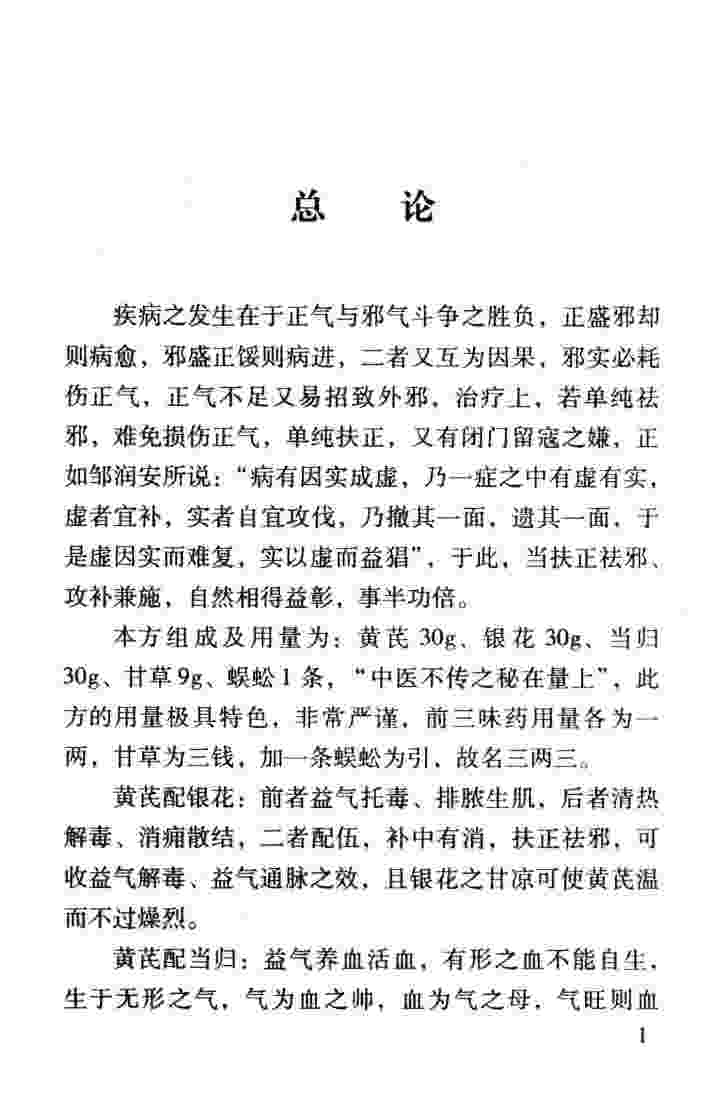 总 论
疾病之发生在于正气与邪气斗争之胜负，正盛邪却
则病愈，邪盛正馁则病进，二者又互为因果，邪实必耗
伤正气，正气不足又易招致外邪，治疗上，若单纯祛
邪，难免损伤正气，单纯扶正，又有闭门留寇之嫌，正
如邹润安所说：“病有因实成虚，乃一症之中有虚有实，
虚者宜补，实者自宜攻伐，乃撤其一面，遗其一面，于
是虚因实而难复，实以虚而益猖”，于此，当扶正祛邪、
攻补兼施，自然相得益彰，事半功倍。
本方组成及用量为：黄芪 30g、银花 30g、当归
30g、甘草 9g、蜈蚣 1 条，“中医不传之秘在量上”，此
方的用量极具特色，非常严谨，前三味药用量各为一
两，甘草为三钱，加一条蜈蚣为引，故名三两三。
黄芪配银花：前者益气托毒、排脓生肌，后者清热
解毒、消痈散结，二者配伍，补中有消，扶正祛邪，可
收益气解毒、益气通脉之效，且银花之甘凉可使黄芪温
而不过燥烈。
黄芪配当归：益气养血活血，有形之血不能自生，
生于无形之气，气为血之帅，血为气之母，气旺则血
1